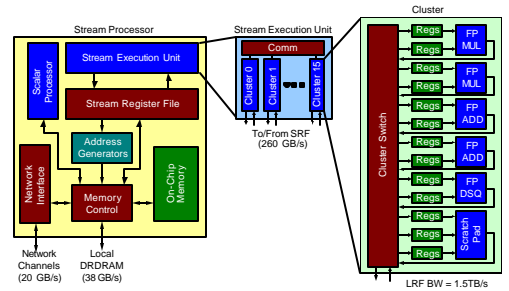 Stream Processor
Scalar Processor
Stream Execution Unit
Stream Register File
Address
Generators
Network
Interface
Memory
Control
On-Chip
Memory
Network
Channels
(20 GB/s)
Local
DRDRAM
(38 GB/s)
Stream Execution Unit
Comm
Cluster 0
Cluster 1
Cluster 15
To/From SRF
(260 GB/s)
Cluster
Cluster Switch
Regs
Regs
FP
MUL
Regs
Regs
FP
MUL
Regs
Regs
FP
ADD
Regs
Regs
FP
ADD
Regs
Regs
FP
DSQ
Regs
Regs
Scratch
Pad
Regs
LRF BW = 1.5TB/s